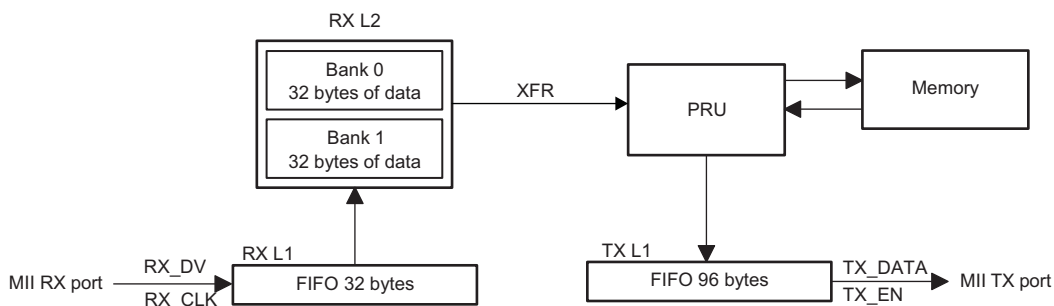 RX L2
Bank 0
32 bytes of data
Bank 1
32 bytes of data
XFR
PRU
Memory
RX L1
TX L1
MII RX port
RX_DV
RX_CLK
FIFO 32 bytes
FIFO 96 bytes
TX_DATA
TX_EN
MII TX port